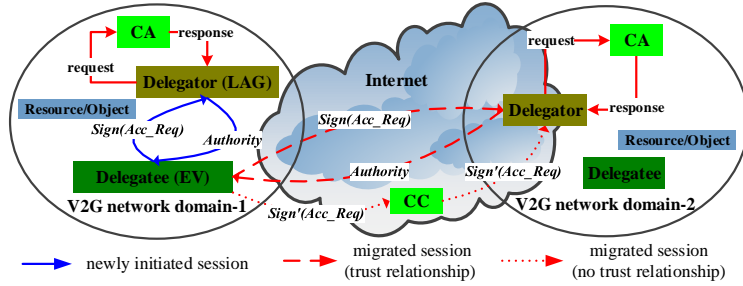 CA
response
request
Delegator (LAG)
Resource/Object
Sign(Acc_Req)
Authority
Delegatee (EV)
V2G network domain-1
Internet
Sign(Acc_Req)
Authority
Sign'(Acc_Req)
CC
Sign'(Acc_Req)
request
CA
response
Delegator
Resource/Object
Delegatee
V2G network domain-2
newly initiated session
migrated session
(trust relationship)
migrated session
(no trust relationship)